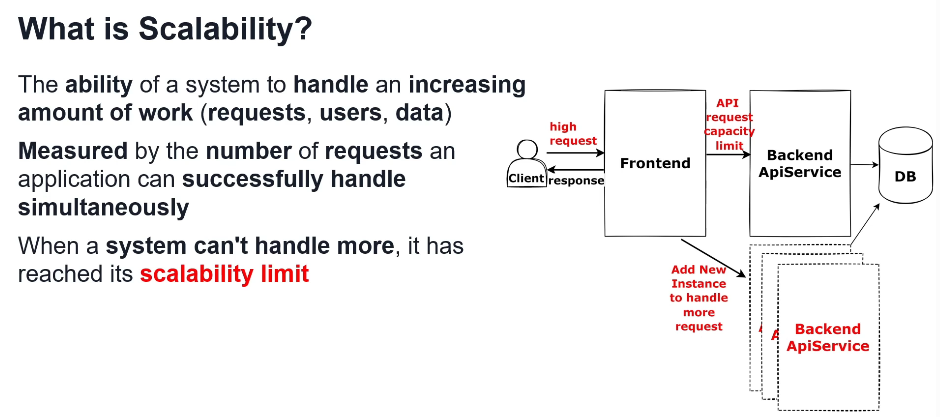 What is Scalability?
The ability of a system to handle an increasing
amount of work (requests, users, data)
Measured by the number of requests an
application can successfully handle
simultaneously
When a system can't handle more, it has
reached its scalability limit
high
request
Client
response
Frontend
API
request
capacity
limit
Backend
ApiService
DB
Add New
Instance
to handle
more
request
Backend
ApiService